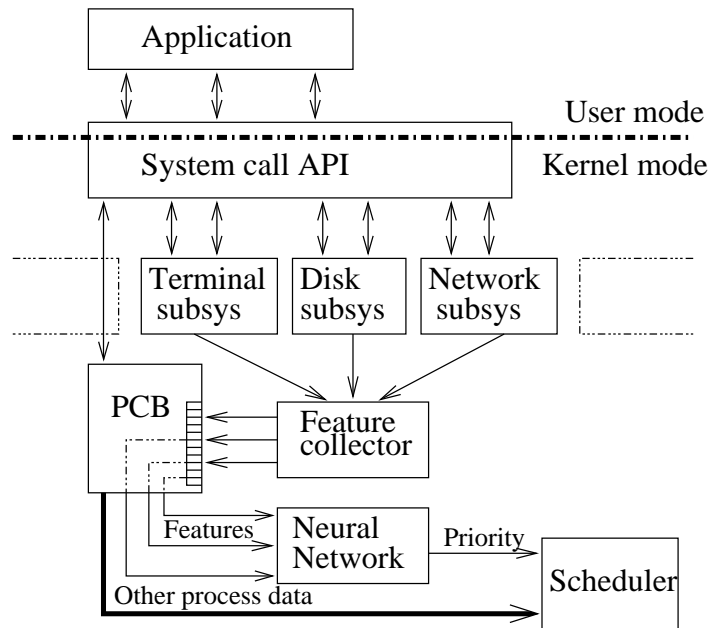 Application
User mode
System call API
Kernel mode
Terminal
subsys
Disk
subsys
Network
subsys
PCB
Feature
collector
Features
Neural
Network
Priority
Scheduler
Other process data